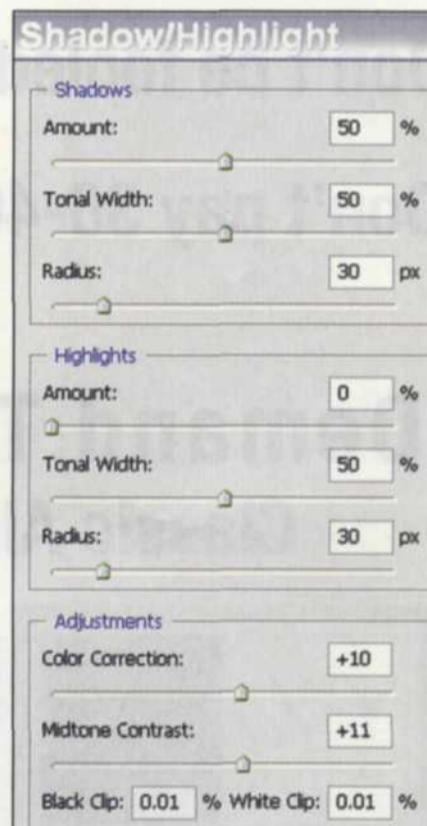 Shadow/Highlight
Shadows
Amount: 50 %
Tonal Width: 50 %
Radius: 30 px
Highlights
Amount: 0 %
Tonal Width: 50 %
Radius: 30 px
Adjustments
Color Correction: +10
Midtone Contrast: +11
Black Clip: 0.01 % White Clip: 0.01 %